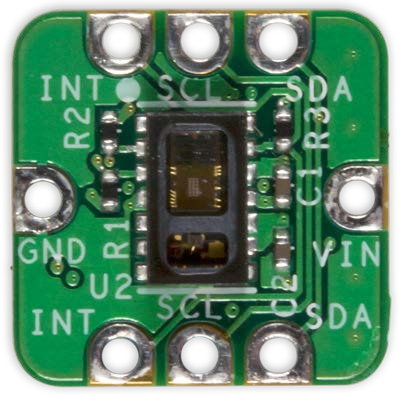 INT SCL SDA
R2 R3
C1
R1
GND VIN
U2 C2
SCL
INT SDA